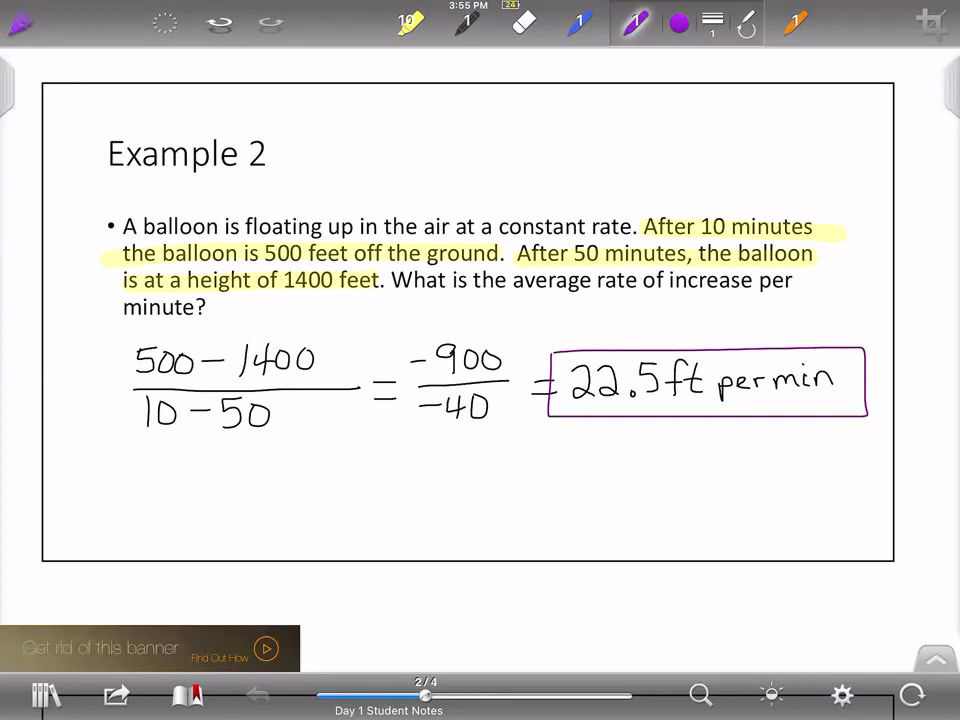 3:55 PM 24
10 1 1 1 1 1
Example 2
• A balloon is floating up in the air at a constant rate. After 10 minutes
the balloon is 500 feet off the ground. After 50 minutes, the balloon
is at a height of 1400 feet. What is the average rate of increase per
minute?
500 - 1400
10 - 50
=
-900
-40
= 22.5 ft per min
Get rid of this banner
Find Out How
2/4
Day 1 Student Notes